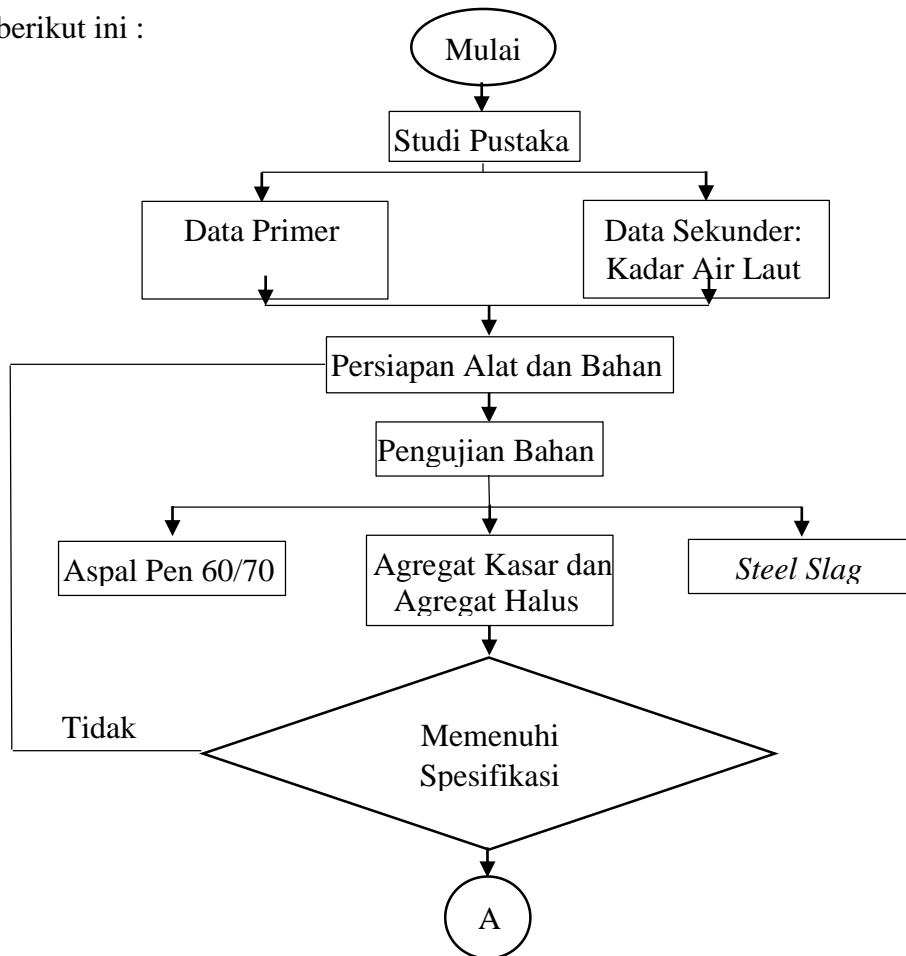 berikut ini :
Mulai
Studi Pustaka
Data Primer
Data Sekunder:
Kadar Air Laut
Persiapan Alat dan Bahan
Pengujian Bahan
Aspal Pen 60/70
Agregat Kasar dan
Agregat Halus
Steel Slag
Tidak
Memenuhi
Spesifikasi
A